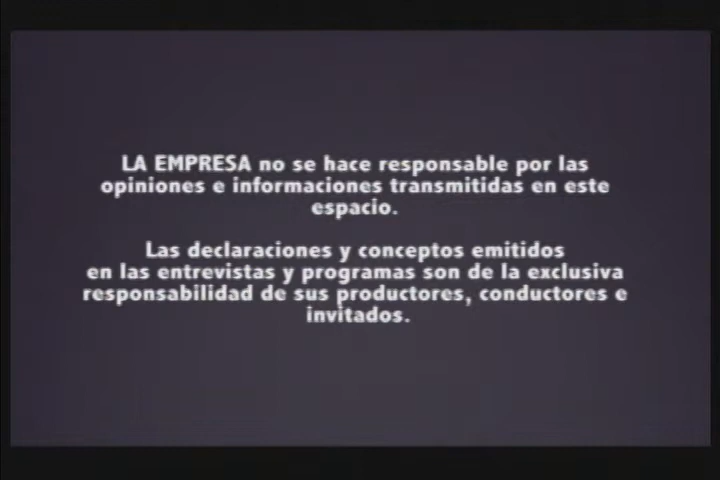 LA EMPRESA no se hace responsable por las
opiniones e informaciones transmitidas en este
espacio.
Las declaraciones y conceptos emitidos
en las entrevistas y programas son de la exclusiva
responsabilidad de sus productores, conductores e
invitados.